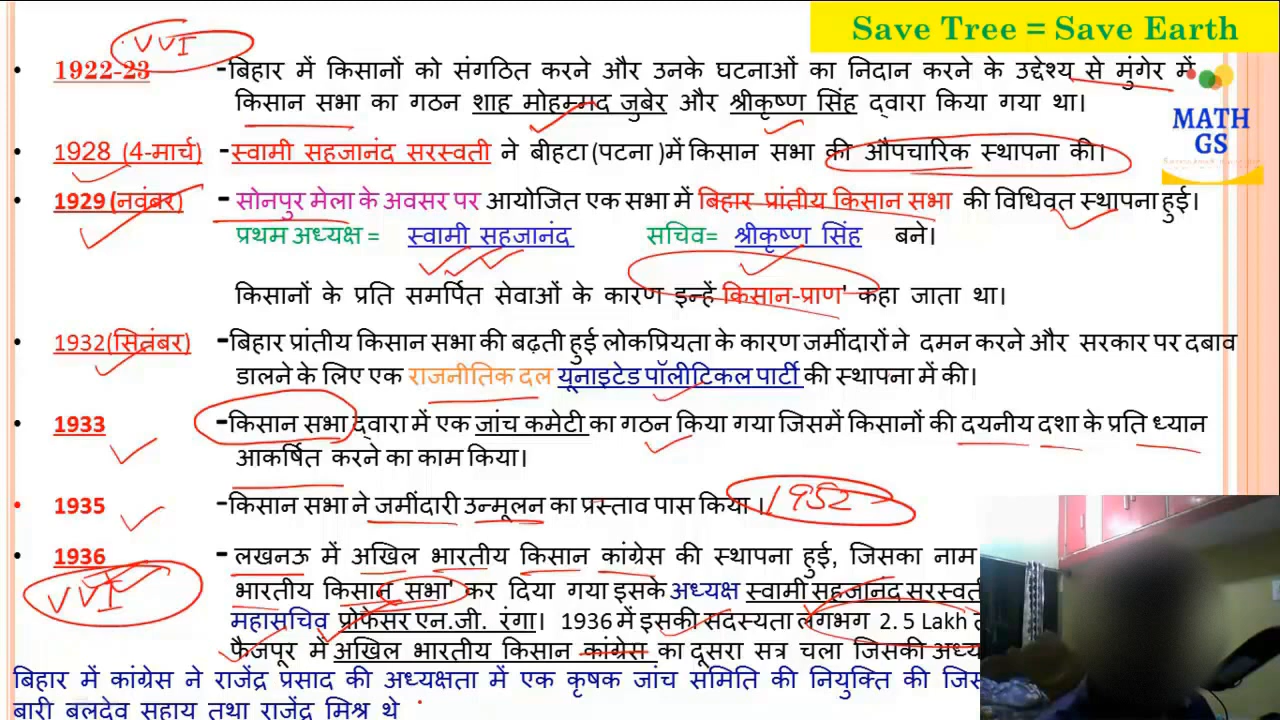 Save Tree = Save Earth
VVI
• 1922-23 -बिहार में किसानों को संगठित करने और उनके घटनाओं का निदान करने के उद्देश्य से मुंगेर में
किसान सभा का गठन शाह मोहम्मद जुबेर और श्रीकृष्ण सिंह द्वारा किया गया था।
MATH
GS
• 1928 (4-मार्च) -स्वामी सहजानंद सरस्वती ने बीहटा (पटना )में किसान सभा की औपचारिक स्थापना की।
• 1929 (नवंबर) - सोनपुर मेला के अवसर पर आयोजित एक सभा में बिहार प्रांतीय किसान सभा की विधिवृत स्थापना हुई।
प्रथम अध्यक्ष = स्वामी सहजानंद सचिव= श्रीकृष्ण सिंह बने।
किसानों के प्रति समर्पित सेवाओं के कारण इन्हें किसान-प्राण' कहा जाता था।
• 1932(सितंबर) -बिहार प्रांतीय किसान सभा की बढ़ती हुई लोकप्रियता के कारण जमींदारों ने दमन करने और सरकार पर दबाव
डालने के लिए एक राजनीतिक दल यूनाइटेड पॉलीटिकल पार्टी की स्थापना में की।
• 1933 -किसान सभा द्वारा में एक जांच कमेटी का गठन किया गया जिसमें किसानों की दयनीय दशा के प्रति ध्यान
आकर्षित करने का काम किया।
• 1935 -किसान सभा ने जमींदारी उन्मूलन का प्रस्ताव पास किया । 1952
• 1936 - लखनऊ में अखिल भारतीय किसान कांग्रेस की स्थापना हुई, जिसका नाम
VVI
भारतीय किसान सभा' कर दिया गया इसके अध्यक्ष स्वामी सहजानंद सरस्वती
महासचिव प्रोफेसर एन.जी. रंगा। 1936 में इसकी सदस्यता लगभग 2.5 Lakh
फैजपूर में अखिल भारतीय किसान कांग्रेस का दूसरा सत्र चला जिसकी
बिहार में कांग्रेस ने राजेंद्र प्रसाद की अध्यक्षता में एक कृषक जांच समिति की नियुक्ति की
बारी बलदेव सहाय तथा राजेंद्र मिश्र थे